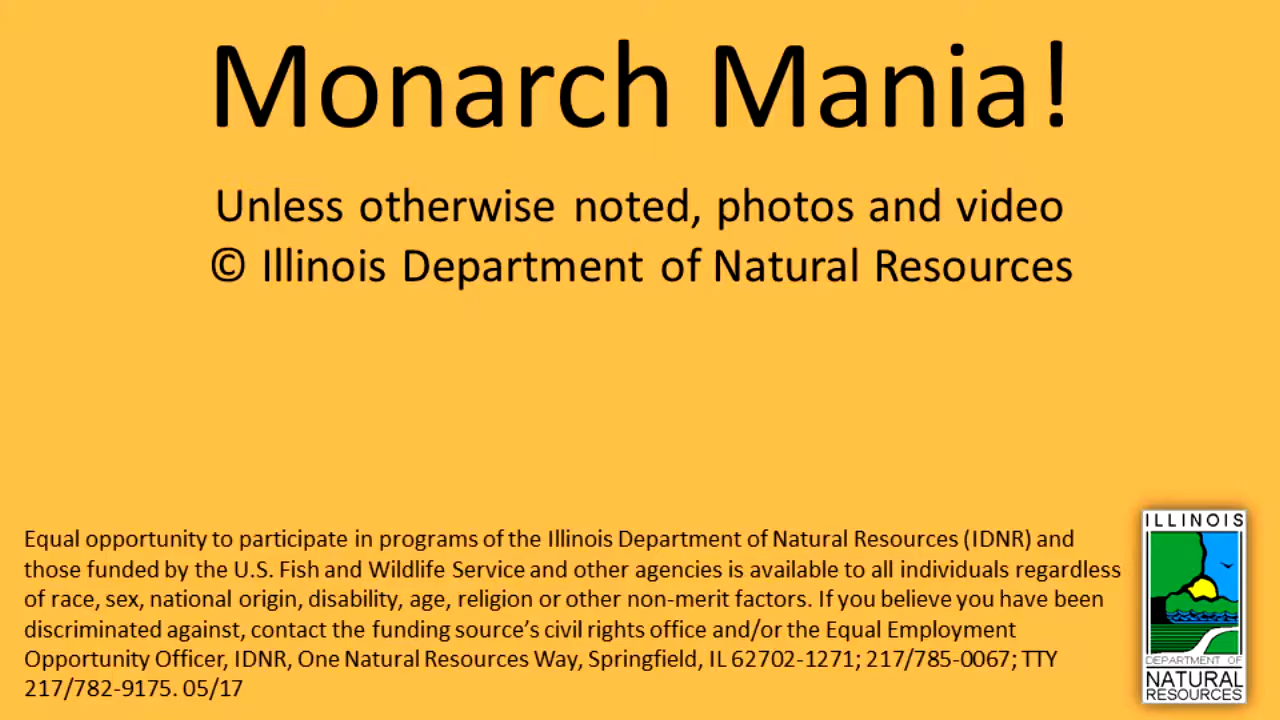 Monarch Mania!
Unless otherwise noted, photos and video
© Illinois Department of Natural Resources
Equal opportunity to participate in programs of the Illinois Department of Natural Resources (IDNR) and
those funded by the U.S. Fish and Wildlife Service and other agencies is available to all individuals regardless
of race, sex, national origin, disability, age, religion or other non-merit factors. If you believe you have been
discriminated against, contact the funding source’s civil rights office and/or the Equal Employment
Opportunity Officer, IDNR, One Natural Resources Way, Springfield, IL 62702-1271; 217/785-0067; TTY
217/782-9175. 05/17
ILLINOIS
DEPARTMENT OF
NATURAL
RESOURCES